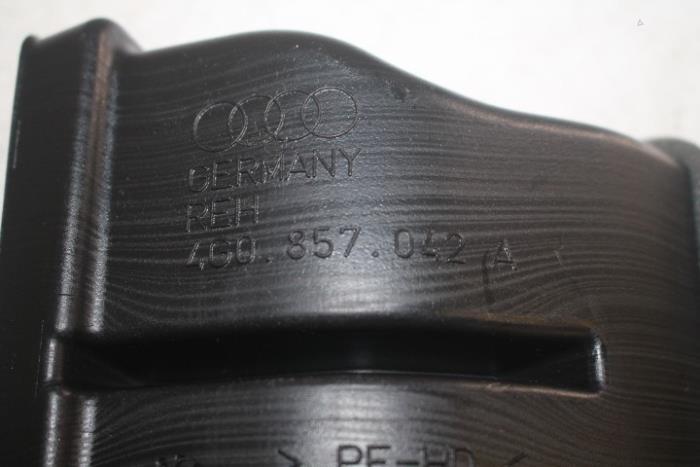 GERMANY
REH
4G0.857.042 A
> PE-HD <